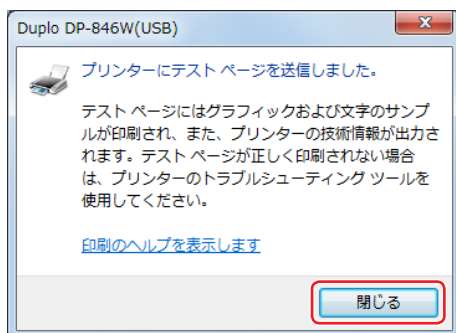 Duplo DP-846W(USB)
プリンターにテスト ページを送信しました。
テスト ページにはグラフィックおよび文字のサンプ
ルが印刷され、また、プリンターの技術情報が出力さ
れます。テスト ページが正しく印刷されない場合
は、プリンターのトラブルシューティング ツールを
使用してください。
印刷のヘルプを表示します
閉じる